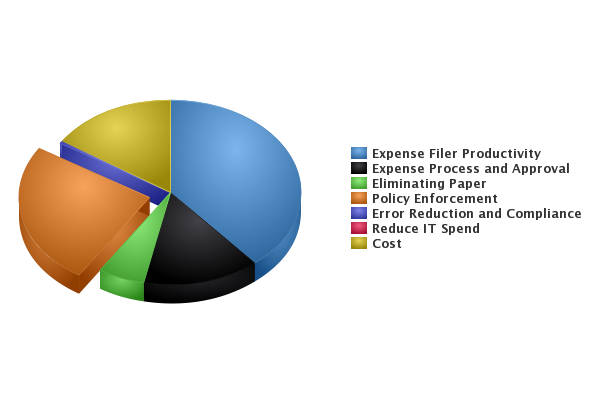 Expense Filer Productivity
Expense Process and Approval
Eliminating Paper
Policy Enforcement
Error Reduction and Compliance
Reduce IT Spend
Cost